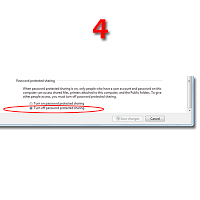 4
Password protected sharing
When password protected sharing is on, only people who have a user account and password on this
computer can access shared files, printers attached to this computer, and the Public folders. To give
other people access, you must turn off password protected sharing.
Turn on password protected sharing
Turn off password protected sharing
Save changes Cancel